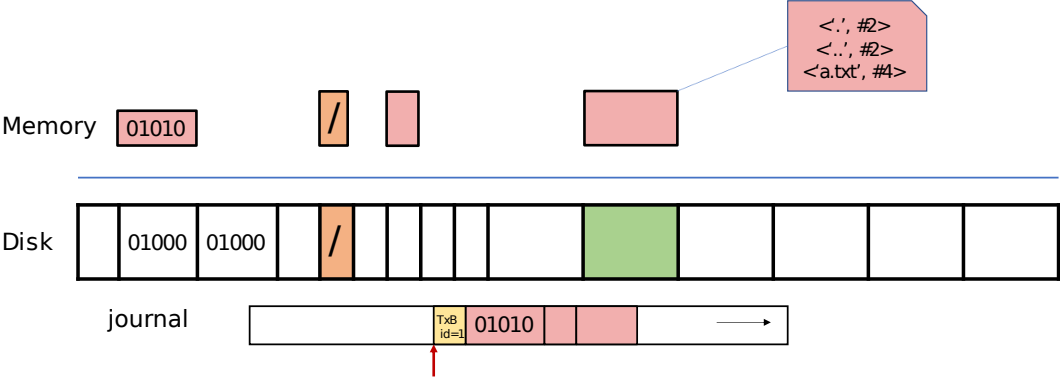 <‘.’, #2>
<‘..’, #2>
<‘a.txt’, #4>
Memory
01010
/
Disk
01000
01000
/
journal
TxB
id=1
01010